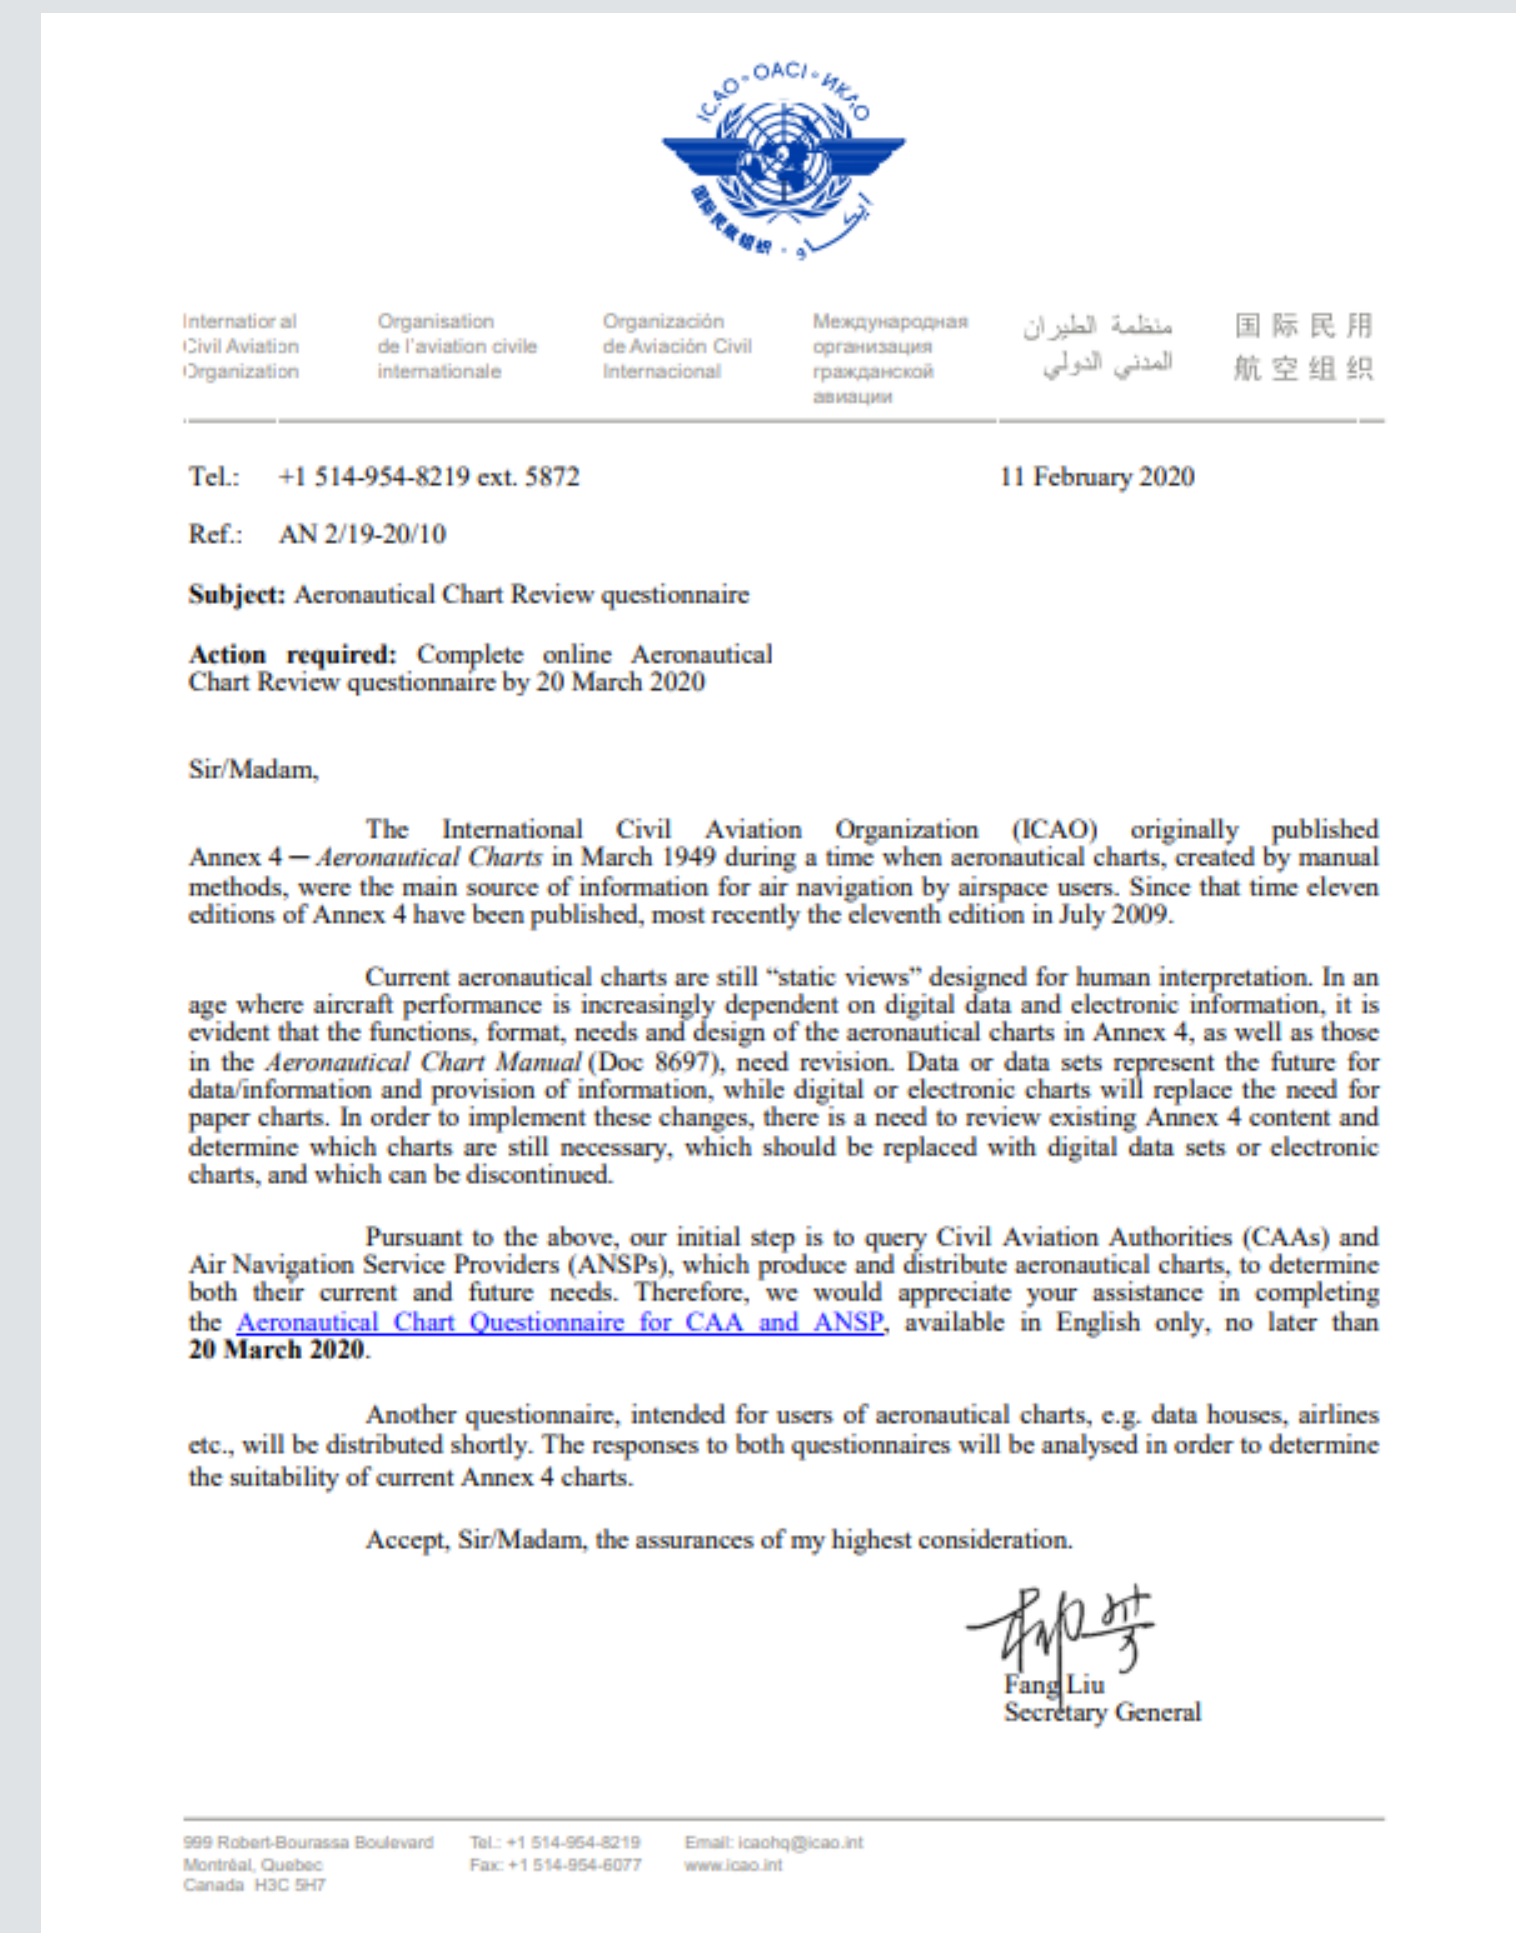 ICAO · OACI · ИКАО
国际民航组织 · إيكاو
International
Civil Aviation
Organization
Organisation
de l'aviation civile
internationale
Organización
de Aviación Civil
Internacional
Международная
организация
гражданской
авиации
منظمة الطيران
المدني الدولي
国际民用
航空组织
Tel.: +1 514-954-8219 ext. 5872
11 February 2020
Ref.: AN 2/19-20/10
Subject: Aeronautical Chart Review questionnaire
Action required: Complete online Aeronautical
Chart Review questionnaire by 20 March 2020
Sir/Madam,
The International Civil Aviation Organization (ICAO) originally published
Annex 4 — Aeronautical Charts in March 1949 during a time when aeronautical charts, created by manual
methods, were the main source of information for air navigation by airspace users. Since that time eleven
editions of Annex 4 have been published, most recently the eleventh edition in July 2009.
Current aeronautical charts are still “static views” designed for human interpretation. In an
age where aircraft performance is increasingly dependent on digital data and electronic information, it is
evident that the functions, format, needs and design of the aeronautical charts in Annex 4, as well as those
in the Aeronautical Chart Manual (Doc 8697), need revision. Data or data sets represent the future for
data/information and provision of information, while digital or electronic charts will replace the need for
paper charts. In order to implement these changes, there is a need to review existing Annex 4 content and
determine which charts are still necessary, which should be replaced with digital data sets or electronic
charts, and which can be discontinued.
Pursuant to the above, our initial step is to query Civil Aviation Authorities (CAAs) and
Air Navigation Service Providers (ANSPs), which produce and distribute aeronautical charts, to determine
both their current and future needs. Therefore, we would appreciate your assistance in completing
the Aeronautical Chart Questionnaire for CAA and ANSP, available in English only, no later than
20 March 2020.
Another questionnaire, intended for users of aeronautical charts, e.g. data houses, airlines
etc., will be distributed shortly. The responses to both questionnaires will be analysed in order to determine
the suitability of current Annex 4 charts.
Accept, Sir/Madam, the assurances of my highest consideration.
柳芳
Fang Liu
Secretary General
999 Robert-Bourassa Boulevard
Montréal, Quebec
Canada H3C 5H7
Tel.: +1 514-954-8219
Fax: +1 514-954-6077
Email: icaohq@icao.int
www.icao.int